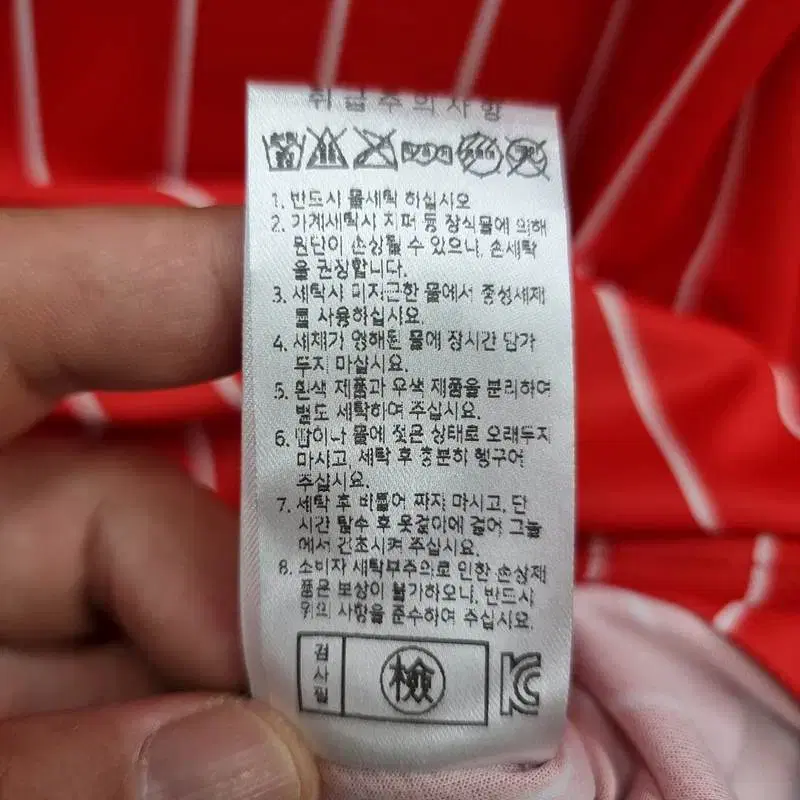 취급주의사항
1. 반드시 물세탁 하십시오
2. 기계세탁시 지퍼 등 장식물에 의해
원단이 손상될 수 있으니, 손세탁
을 권장합니다.
3. 세탁시 미지근한 물에서 중성세제
를 사용하십시요.
4. 세제가 용해된 물에 장시간 담가
두지 마십시요.
5. 흰색 제품과 유색 제품을 분리하여
별도 세탁하여 주십시요.
6. 땀이나 물에 젖은 상태로 오래두지
마시고, 세탁 후 충분히 헹구어
주십시요.
7. 세탁 후 비틀어 짜지 마시고, 단
시간 탈수 후 옷걸이에 걸어 그늘
에서 건조시켜 주십시요.
8. 소비자 세탁부주의로 인한 손상제
품은 보상이 불가하오니, 반드시
위의 사항을 준수하여 주십시요.
검사필
檢